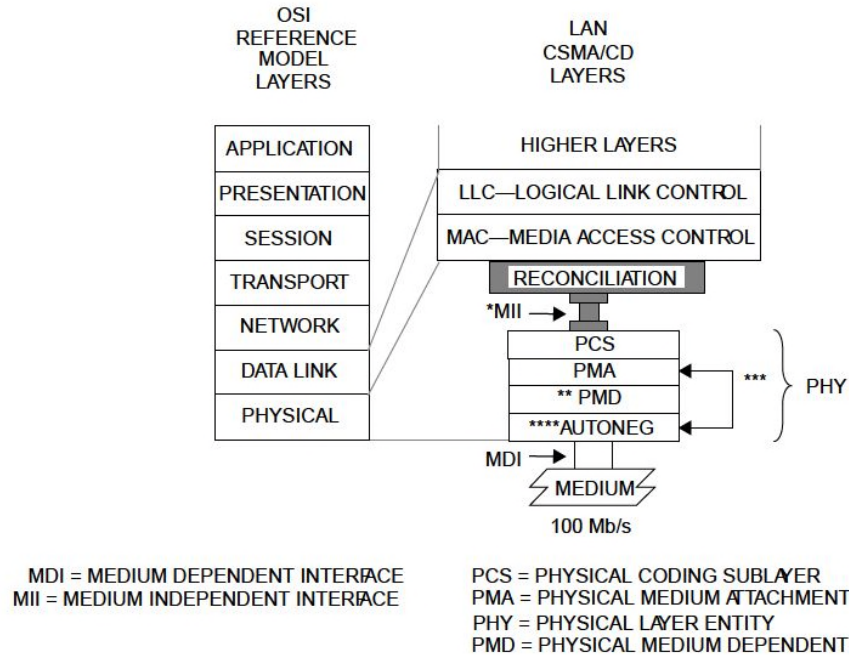 OSI
REFERENCE
MODEL
LAYERS
LAN
CSMA/CD
LAYERS
APPLICATION
PRESENTATION
SESSION
TRANSPORT
NETWORK
DATA LINK
PHYSICAL
HIGHER LAYERS
LLC—LOGICAL LINK CONTROL
MAC—MEDIA ACCESS CONTROL
RECONCILIATION
*MII
PCS
PMA
** PMD
****AUTONEG
***
PHY
MDI
MEDIUM
100 Mb/s
MDI = MEDIUM DEPENDENT INTERFACE
MII = MEDIUM INDEPENDENT INTERFACE
PCS = PHYSICAL CODING SUBLAYER
PMA = PHYSICAL MEDIUM ATTACHMENT
PHY = PHYSICAL LAYER ENTITY
PMD = PHYSICAL MEDIUM DEPENDENT